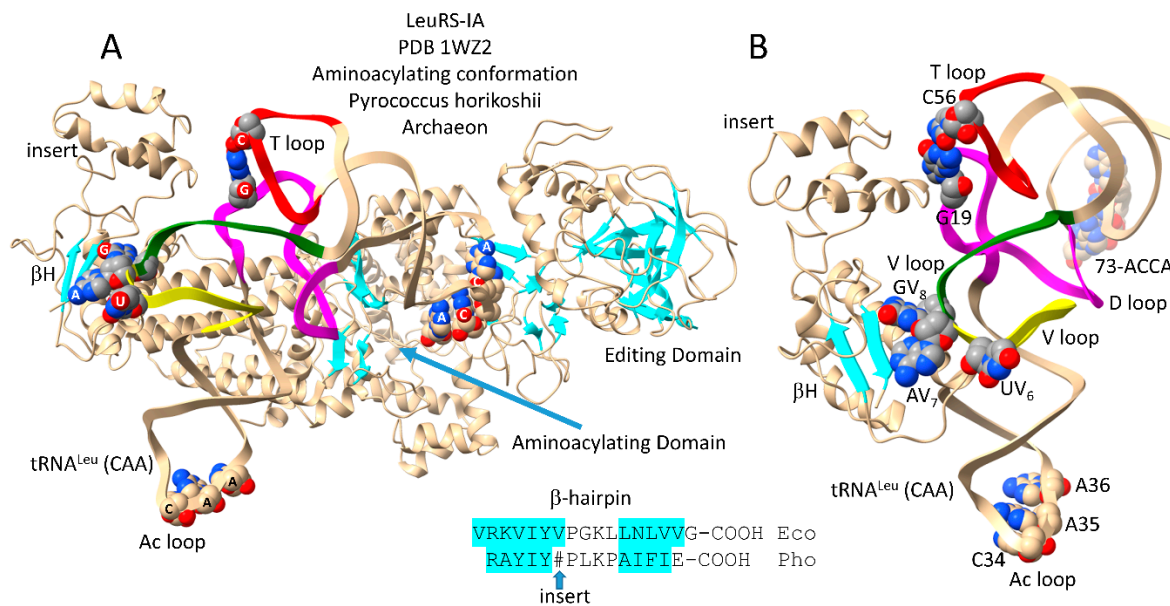 A
LeuRS-IA
PDB 1WZ2
Aminoacylating conformation
Pyrococcus horikoshii
Archaeon
insert
T loop
C
G
βH
G
A
U
A
A
C
Editing Domain
Aminoacylating Domain
tRNALeu (CAA)
C A A
Ac loop
β-hairpin
VRKVIYVPGKLLNLVVG-COOH Eco
RAYIY#PLKPAIFIE-COOH Pho
insert
B
T loop
C56
insert
G19
73-ACCA
V loop
GV8
D loop
V loop
βH
AV7
UV6
tRNALeu (CAA)
A36
A35
C34
Ac loop